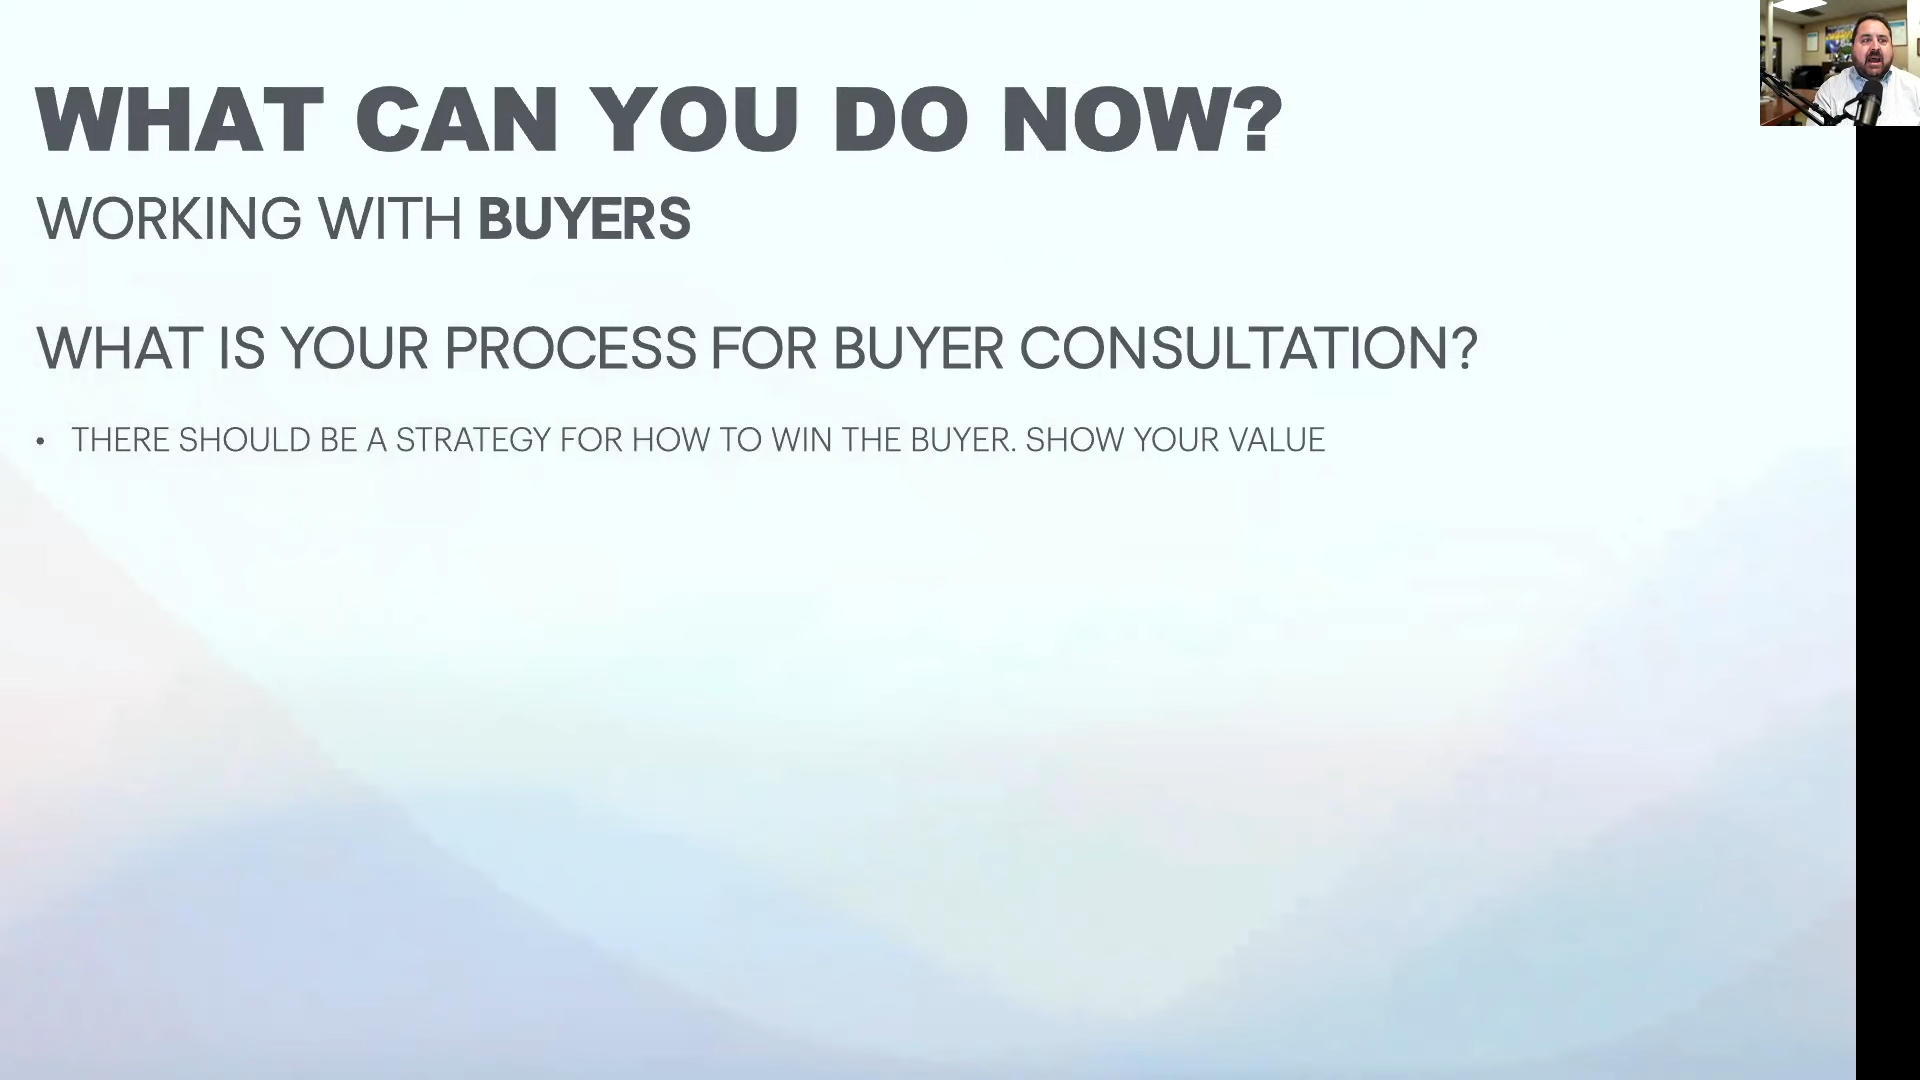 WHAT CAN YOU DO NOW?
WORKING WITH BUYERS
WHAT IS YOUR PROCESS FOR BUYER CONSULTATION?
• THERE SHOULD BE A STRATEGY FOR HOW TO WIN THE BUYER. SHOW YOUR VALUE